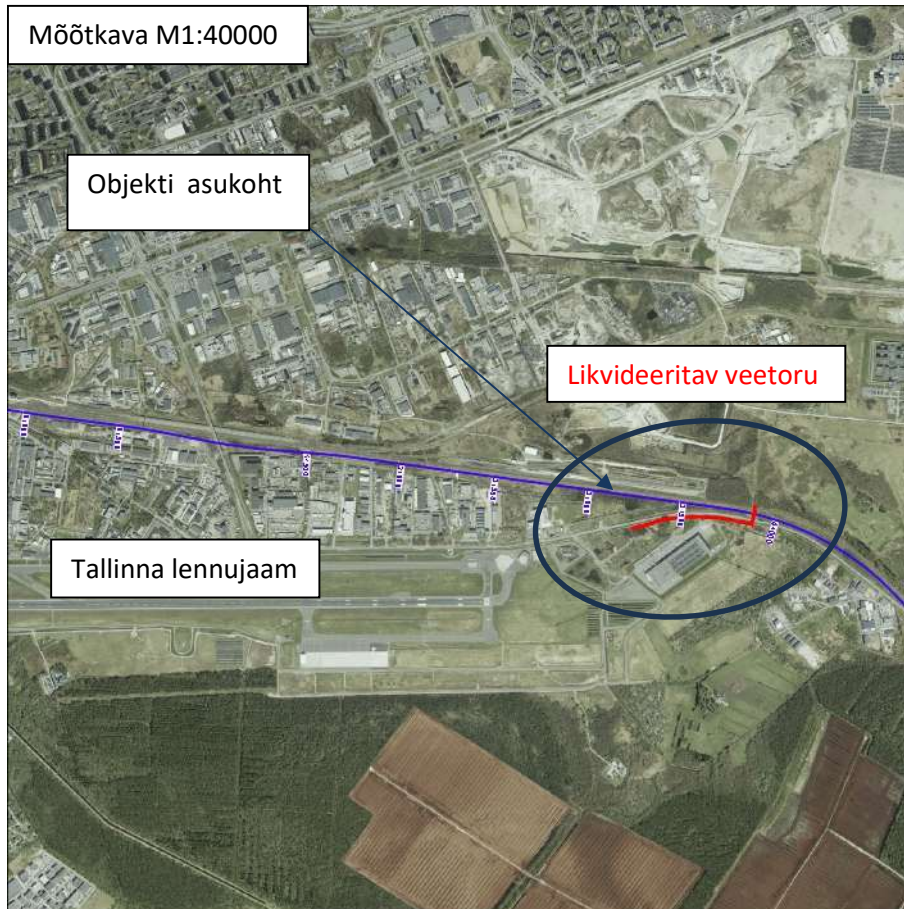 Mõõtkava M1:40000
Objekti asukoht
Likvideeritav veetoru
Tallinna lennujaam